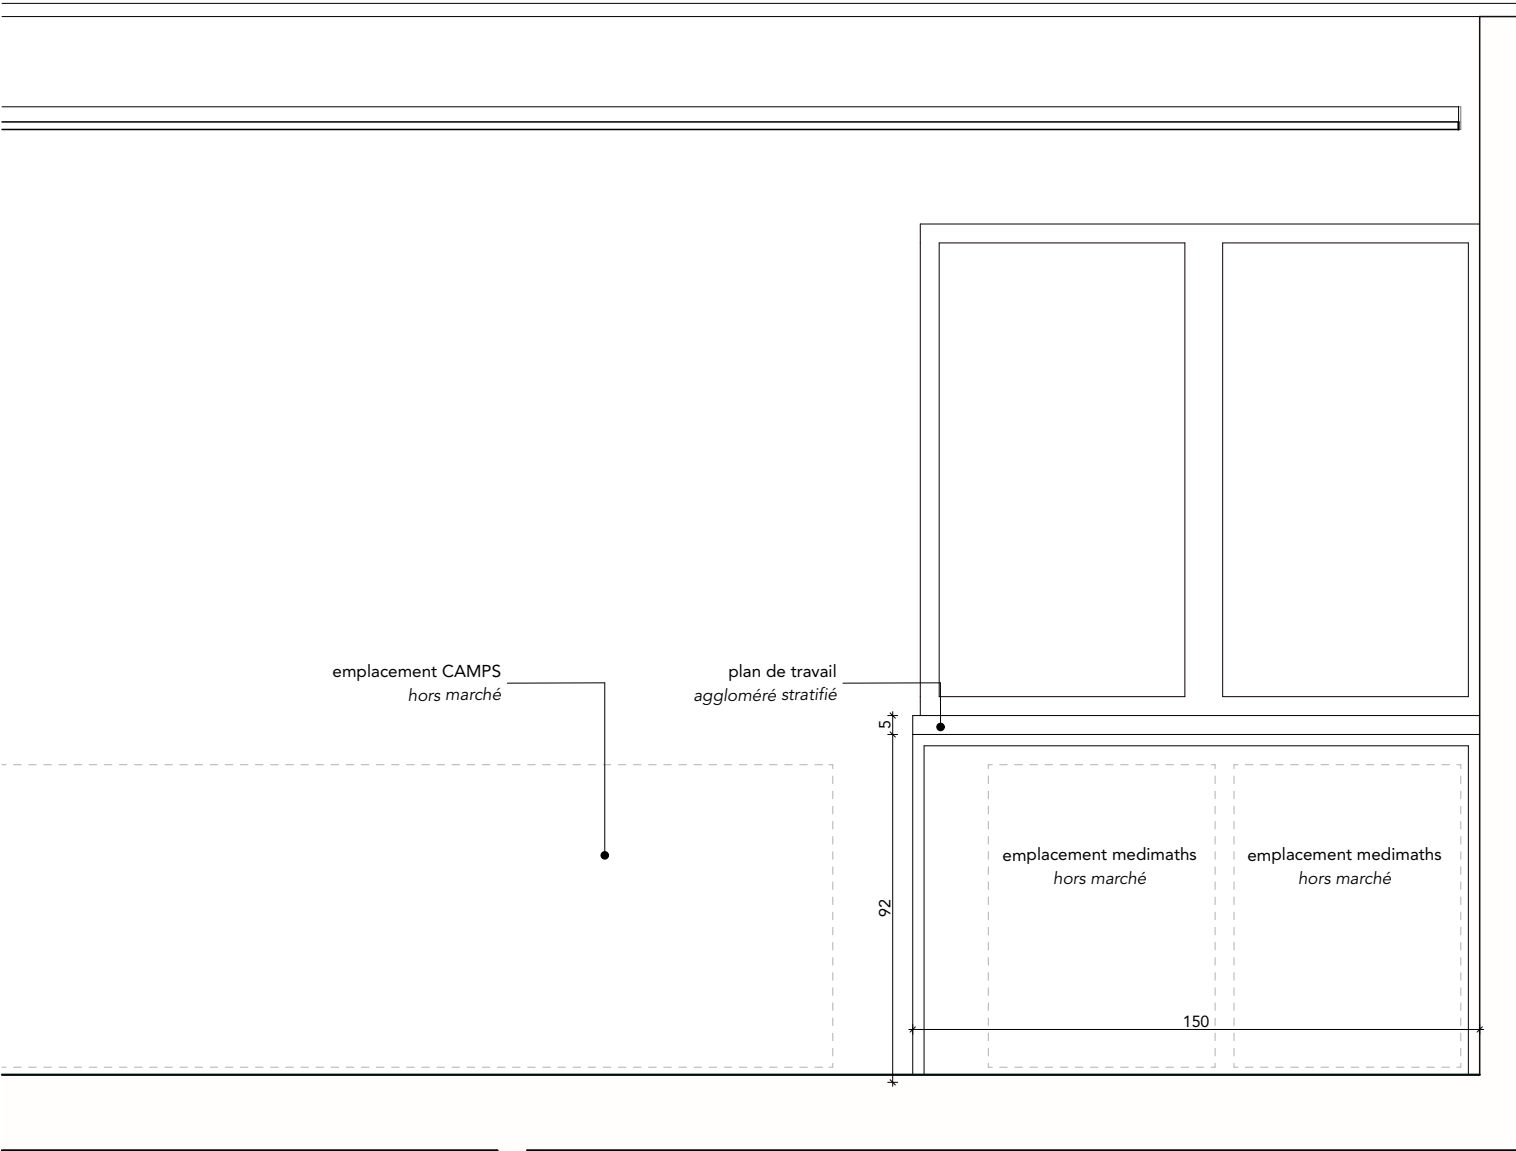 emplacement CAMPS
hors marché
plan de travail
aggloméré stratifié
5
92
emplacement medimaths
hors marché
emplacement medimaths
hors marché
150